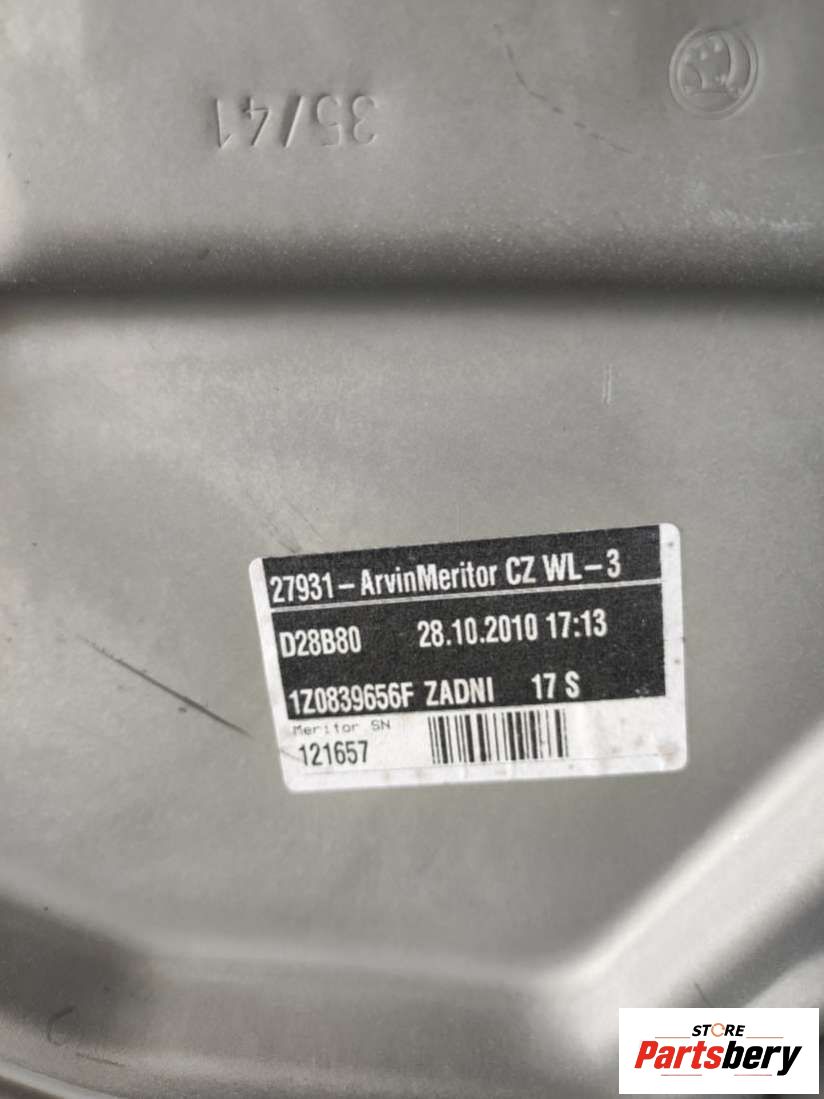 35/41
27931-ArvinMeritor CZ WL-3
D28B80 28.10.2010 17:13
1Z0839656F ZADNI 17 S
Meritor SN
121657
STORE
Partsbery